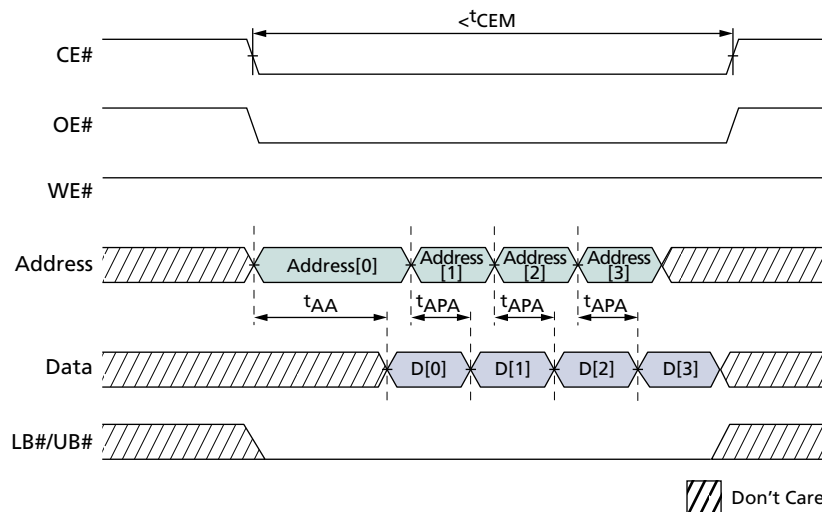 <tCEM
CE#
OE#
WE#
Address
Address[0]
Address
[1]
Address
[2]
Address
[3]
tAA
tAPA
tAPA
tAPA
Data
D[0]
D[1]
D[2]
D[3]
LB#/UB#
Don't Care